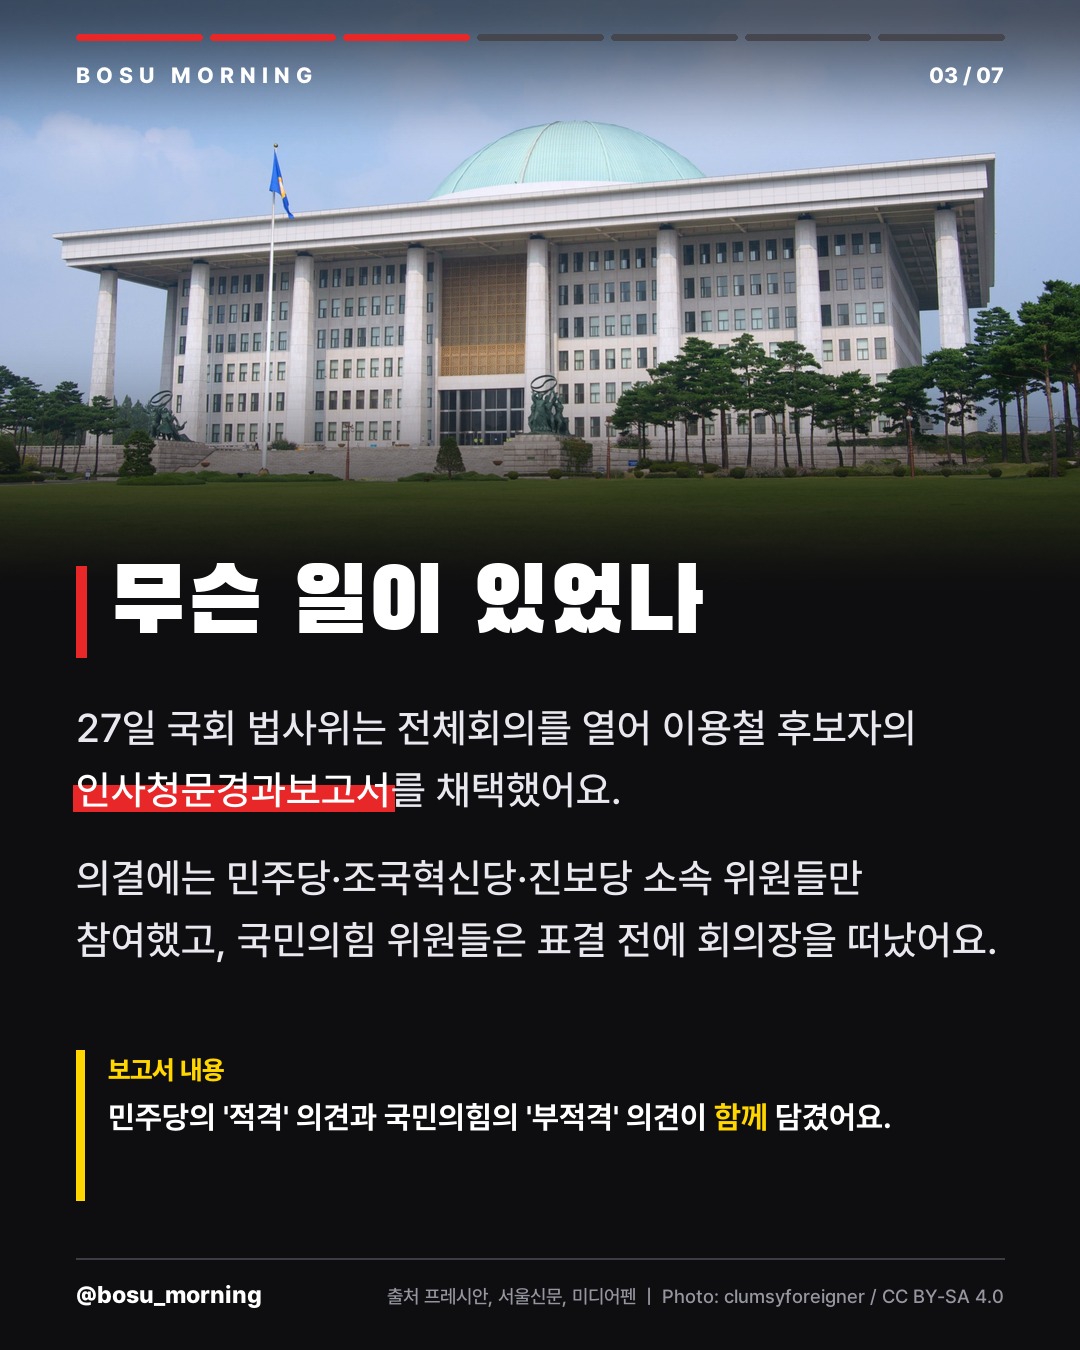 BOSU MORNING
03 / 07
무슨 일이 있었나
27일 국회 법사위는 전체회의를 열어 이용철 후보자의
인사청문경과보고서를 채택했어요.
의결에는 민주당·조국혁신당·진보당 소속 위원들만
참여했고, 국민의힘 위원들은 표결 전에 회의장을 떠났어요.
보고서 내용
민주당의 '적격' 의견과 국민의힘의 '부적격' 의견이 함께 담겼어요.
@bosu_morning
출처 프레시안, 서울신문, 미디어펜 | Photo: clumsyforeigner / CC BY-SA 4.0